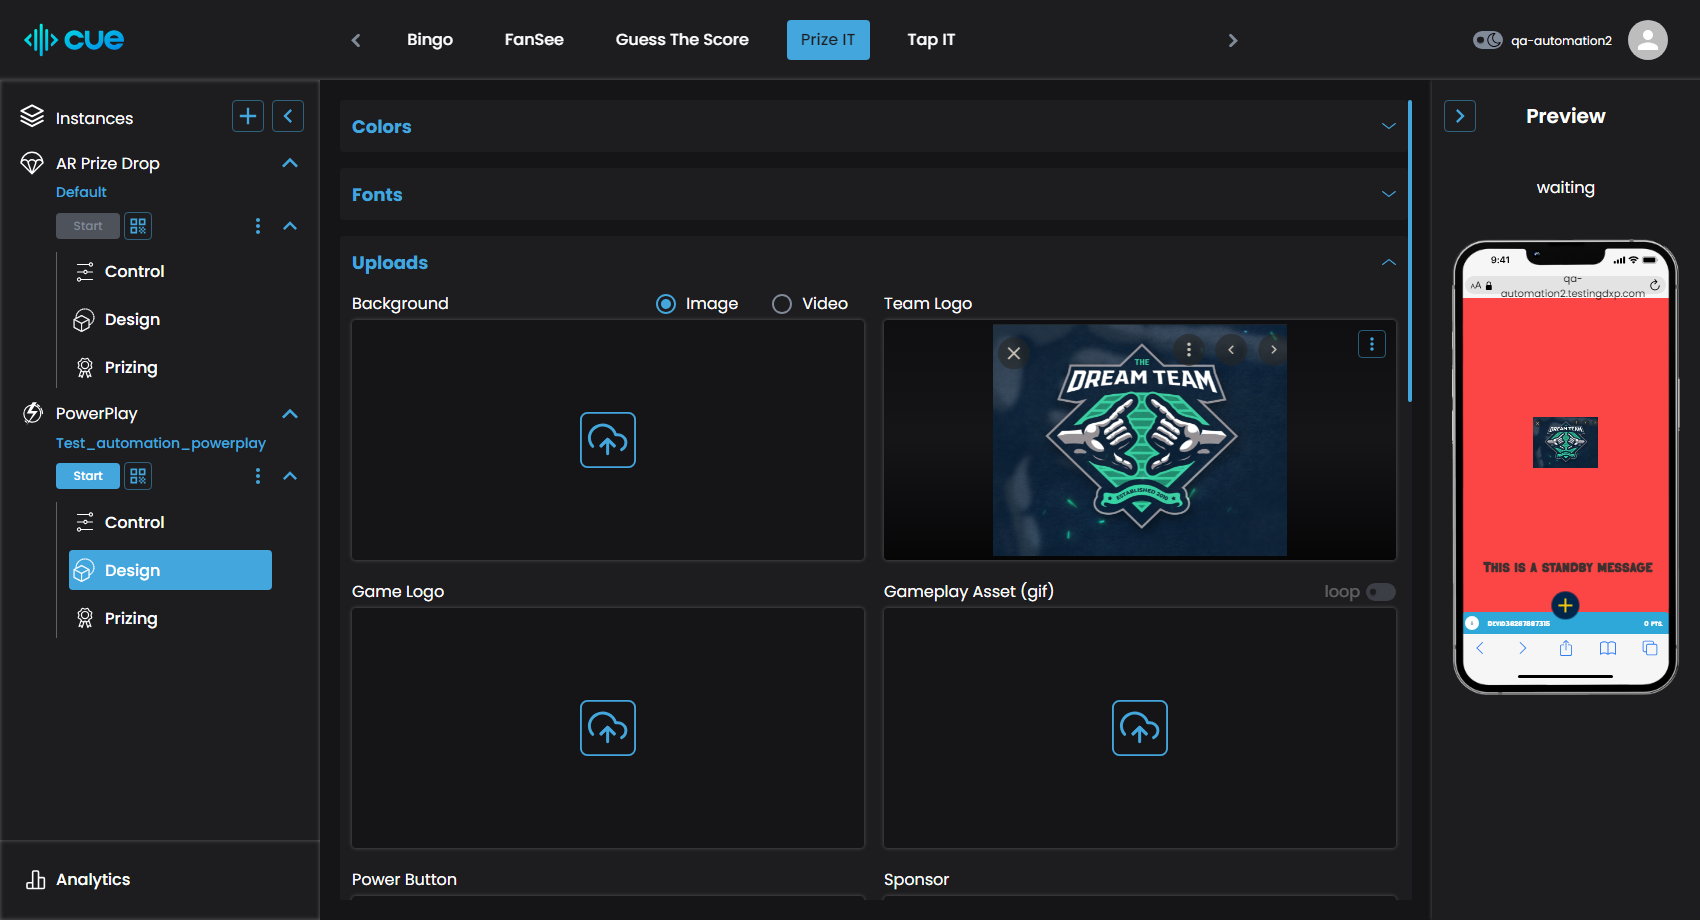 cue
Bingo
FanSee
Guess The Score
Prize IT
Tap IT
qa-automation2
Instances
AR Prize Drop
Default
Start
Control
Design
Prizing
PowerPlay
Test_automation_powerplay
Start
Control
Design
Prizing
Analytics
Colors
Fonts
Uploads
Background
Image
Video
Team Logo
THE
DREAM TEAM
ESTABLISHED 2019
Game Logo
Gameplay Asset (gif)
loop
Power Button
Sponsor
Preview
waiting
9:41
AA
qa-
automation2.testingdxp.com
DREAM TEAM
THIS IS A STANDBY MESSAGE
0 PTS.